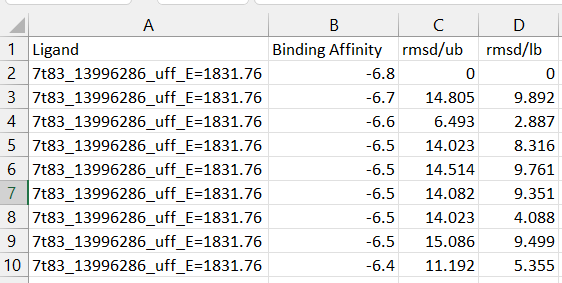 A B C D
1 Ligand Binding Affinity rmsd/ub rmsd/lb
2 7t83_13996286_uff_E=1831.76 -6.8 0 0
3 7t83_13996286_uff_E=1831.76 -6.7 14.805 9.892
4 7t83_13996286_uff_E=1831.76 -6.6 6.493 2.887
5 7t83_13996286_uff_E=1831.76 -6.5 14.023 8.316
6 7t83_13996286_uff_E=1831.76 -6.5 14.514 9.761
7 7t83_13996286_uff_E=1831.76 -6.5 14.082 9.351
8 7t83_13996286_uff_E=1831.76 -6.5 14.023 4.088
9 7t83_13996286_uff_E=1831.76 -6.5 15.086 9.499
10 7t83_13996286_uff_E=1831.76 -6.4 11.192 5.355